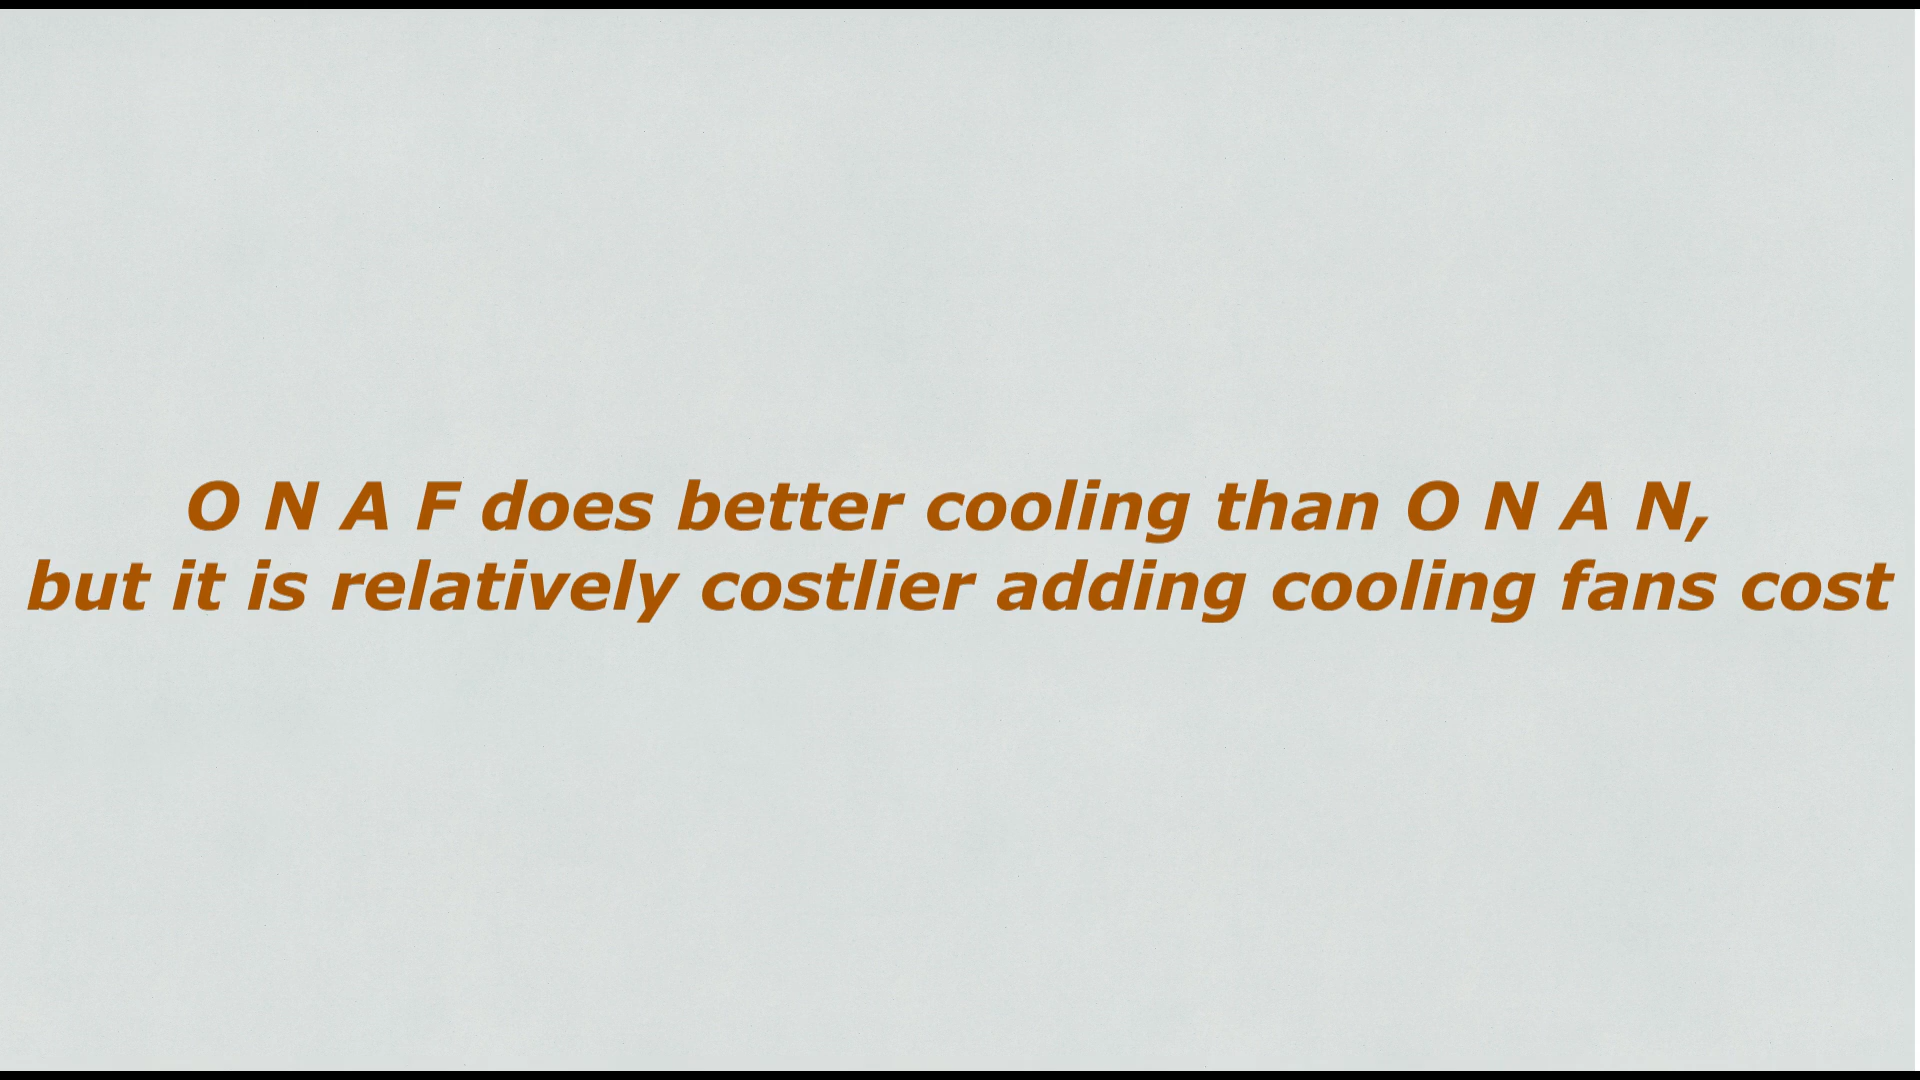 O N A F does better cooling than O N A N,
but it is relatively costlier adding cooling fans cost